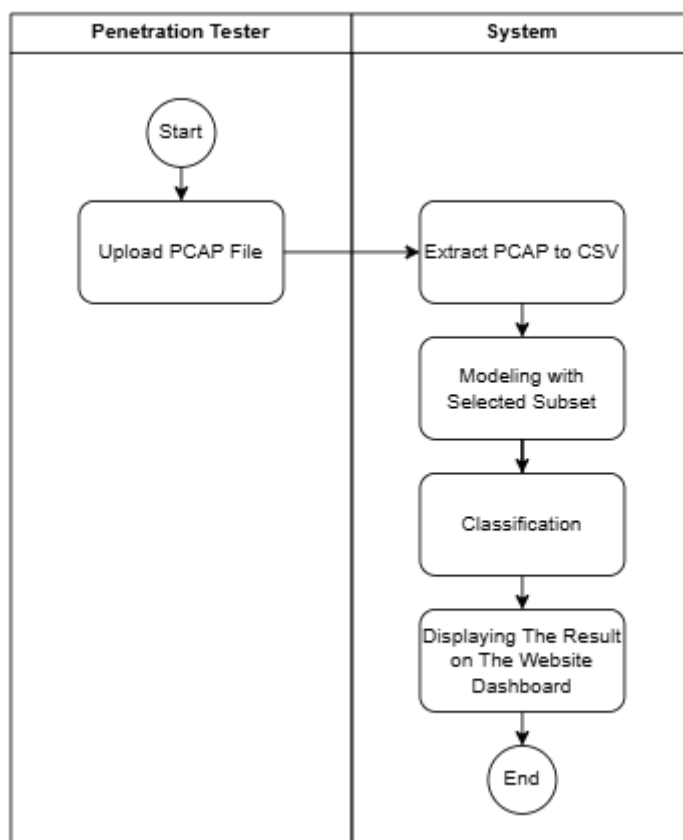 Penetration Tester
System
Start
Upload PCAP File
Extract PCAP to CSV
Modeling with
Selected Subset
Classification
Displaying The Result
on The Website
Dashboard
End